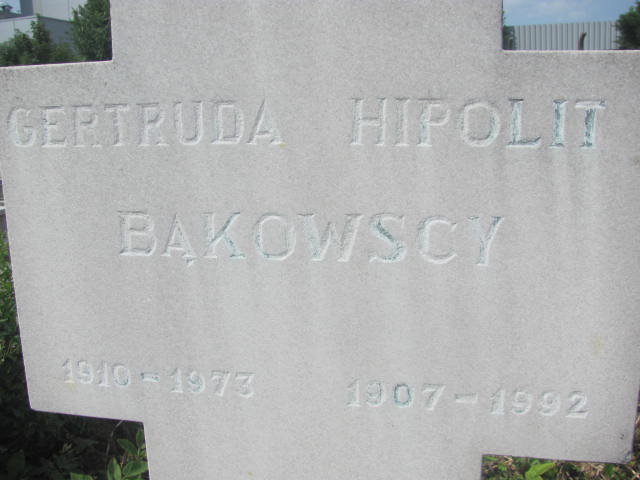 GERTRUDA HIPOLIT
BĄKOWSCY
1910-1973 1907-1992